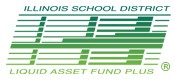 ILLINOIS SCHOOL DISTRICT
LIQUID ASSET FUND PLUS®